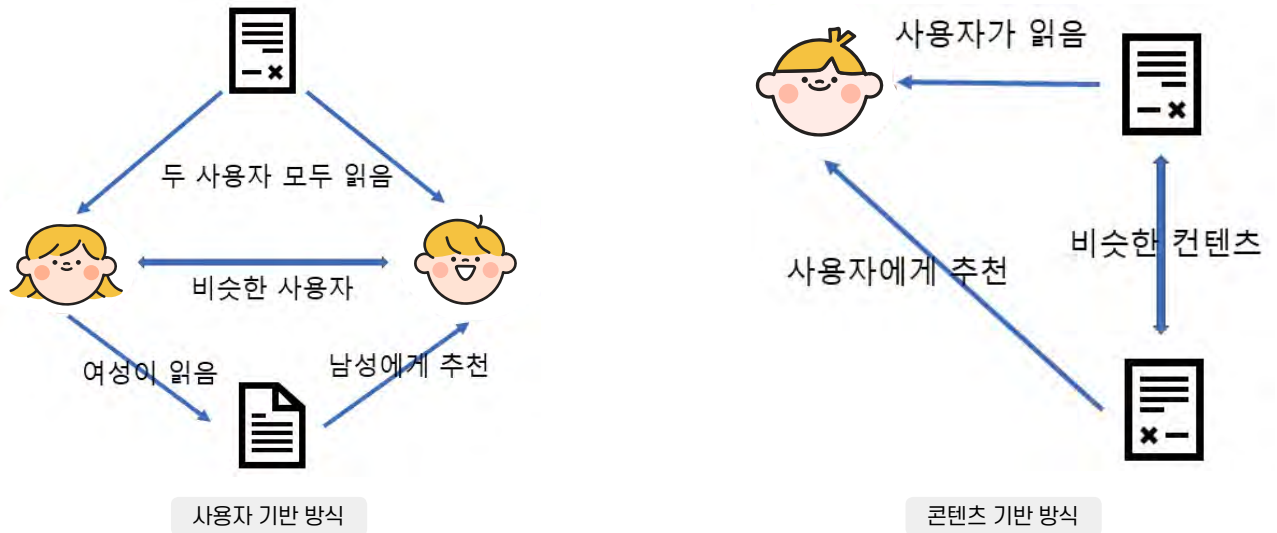 두 사용자 모두 읽음
비슷한 사용자
여성이 읽음
남성에게 추천
사용자 기반 방식
사용자가 읽음
비슷한 컨텐츠
사용자에게 추천
콘텐츠 기반 방식